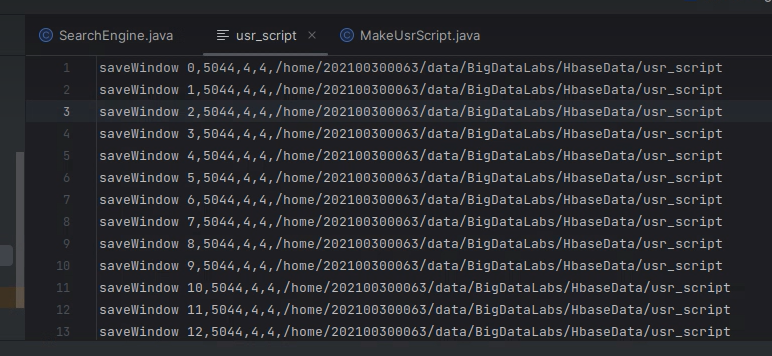 SearchEngine.java usr_script MakeUsrScript.java
1 saveWindow 0,5044,4,4,/home/202100300063/data/BigDataLabs/HbaseData/usr_script
2 saveWindow 1,5044,4,4,/home/202100300063/data/BigDataLabs/HbaseData/usr_script
3 saveWindow 2,5044,4,4,/home/202100300063/data/BigDataLabs/HbaseData/usr_script
4 saveWindow 3,5044,4,4,/home/202100300063/data/BigDataLabs/HbaseData/usr_script
5 saveWindow 4,5044,4,4,/home/202100300063/data/BigDataLabs/HbaseData/usr_script
6 saveWindow 5,5044,4,4,/home/202100300063/data/BigDataLabs/HbaseData/usr_script
7 saveWindow 6,5044,4,4,/home/202100300063/data/BigDataLabs/HbaseData/usr_script
8 saveWindow 7,5044,4,4,/home/202100300063/data/BigDataLabs/HbaseData/usr_script
9 saveWindow 8,5044,4,4,/home/202100300063/data/BigDataLabs/HbaseData/usr_script
10 saveWindow 9,5044,4,4,/home/202100300063/data/BigDataLabs/HbaseData/usr_script
11 saveWindow 10,5044,4,4,/home/202100300063/data/BigDataLabs/HbaseData/usr_script
12 saveWindow 11,5044,4,4,/home/202100300063/data/BigDataLabs/HbaseData/usr_script
13 saveWindow 12,5044,4,4,/home/202100300063/data/BigDataLabs/HbaseData/usr_script